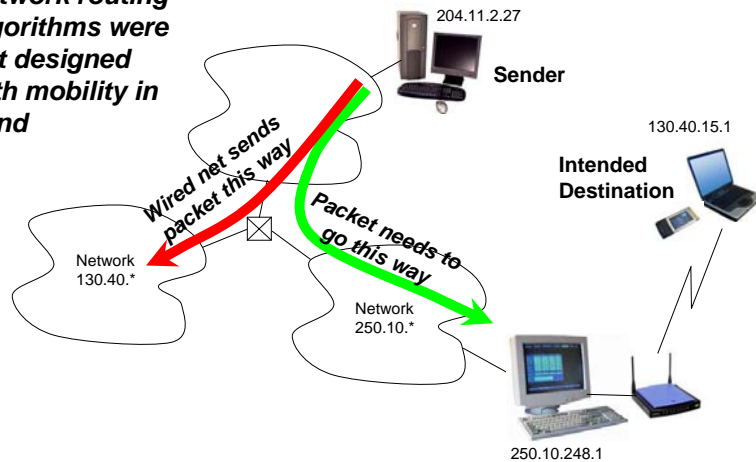 twork routing
gorithms were
t designed
th mobility in
nd
204.11.2.27
Sender
130.40.15.1
Intended
Destination
Wired net sends
packet this way
Packet needs to
go this way
Network
130.40.*
Network
250.10.*
250.10.248.1